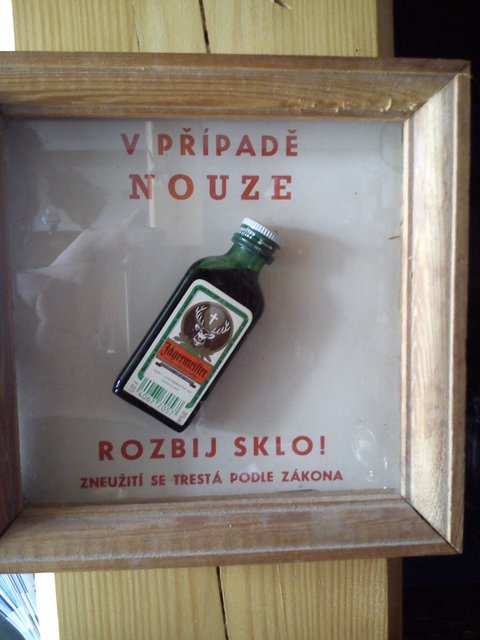 V PŘÍPADĚ
NOUZE
Jägermeister
ROZBIJ SKLO!
ZNEUŽITÍ SE TRESTÁ PODLE ZÁKONA